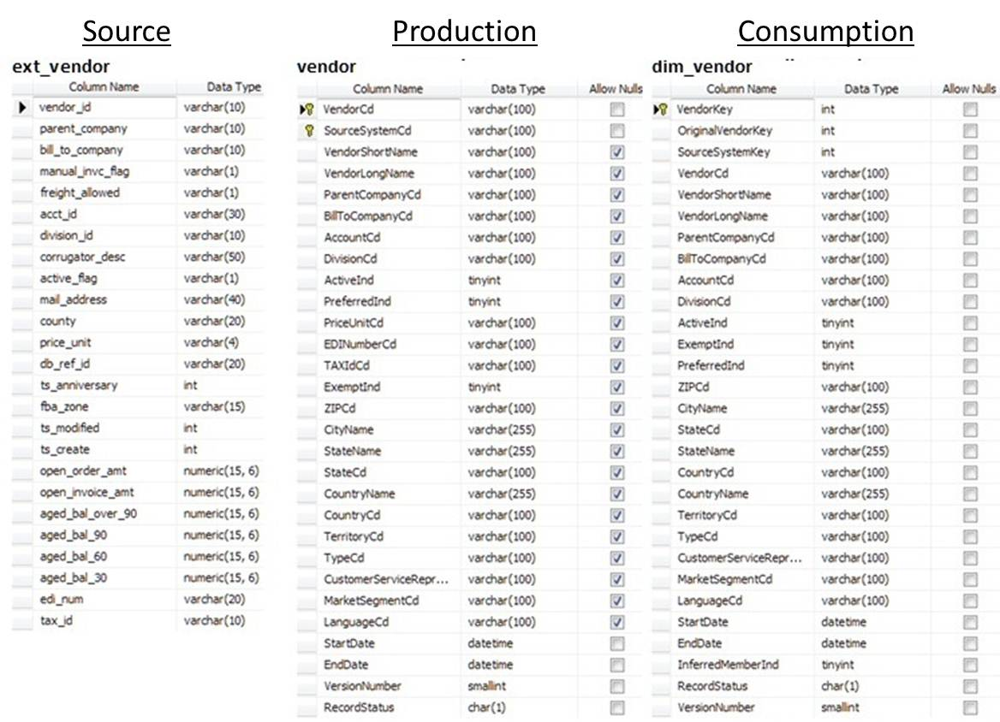 Source
ext_vendor
Column Name Data Type
vendor_id varchar(10)
parent_company varchar(10)
bill_to_company varchar(10)
manual_invc_flag varchar(1)
freight_allowed varchar(1)
acct_id varchar(30)
division_id varchar(10)
corrugator_desc varchar(50)
active_flag varchar(1)
mail_address varchar(40)
county varchar(20)
price_unit varchar(4)
db_ref_id varchar(20)
ts_anniversary int
fba_zone varchar(15)
ts_modified int
ts_create int
open_order_amt numeric(15, 6)
open_invoice_amt numeric(15, 6)
aged_bal_over_90 numeric(15, 6)
aged_bal_90 numeric(15, 6)
aged_bal_60 numeric(15, 6)
aged_bal_30 numeric(15, 6)
edi_num varchar(20)
tax_id varchar(10)
Production
vendor
Column Name Data Type Allow Nulls
VendorCd varchar(100)
SourceSystemCd varchar(100)
VendorShortName varchar(100)
VendorLongName varchar(100)
ParentCompanyCd varchar(100)
BillToCompanyCd varchar(100)
AccountCd varchar(100)
DivisionCd varchar(100)
ActiveInd tinyint
PreferredInd tinyint
PriceUnitCd varchar(100)
EDINumberCd varchar(100)
TAXIdCd varchar(100)
ExemptInd tinyint
ZIPCd varchar(100)
CityName varchar(255)
StateName varchar(255)
StateCd varchar(100)
CountryName varchar(255)
CountryCd varchar(100)
TerritoryCd varchar(100)
TypeCd varchar(100)
CustomerServiceRepr... varchar(100)
MarketSegmentCd varchar(100)
LanguageCd varchar(100)
StartDate datetime
EndDate datetime
VersionNumber smallint
RecordStatus char(1)
Consumption
dim_vendor
Column Name Data Type Allow Nulls
VendorKey int
OriginalVendorKey int
SourceSystemKey int
VendorCd varchar(100)
VendorShortName varchar(100)
VendorLongName varchar(100)
ParentCompanyCd varchar(100)
BillToCompanyCd varchar(100)
AccountCd varchar(100)
DivisionCd varchar(100)
ActiveInd tinyint
ExemptInd tinyint
PreferredInd tinyint
ZIPCd varchar(100)
CityName varchar(255)
StateCd varchar(100)
StateName varchar(255)
CountryCd varchar(100)
CountryName varchar(255)
TerritoryCd varchar(100)
TypeCd varchar(100)
CustomerServiceRepr... varchar(100)
MarketSegmentCd varchar(100)
LanguageCd varchar(100)
StartDate datetime
EndDate datetime
InferredMemberInd tinyint
RecordStatus char(1)
VersionNumber smallint